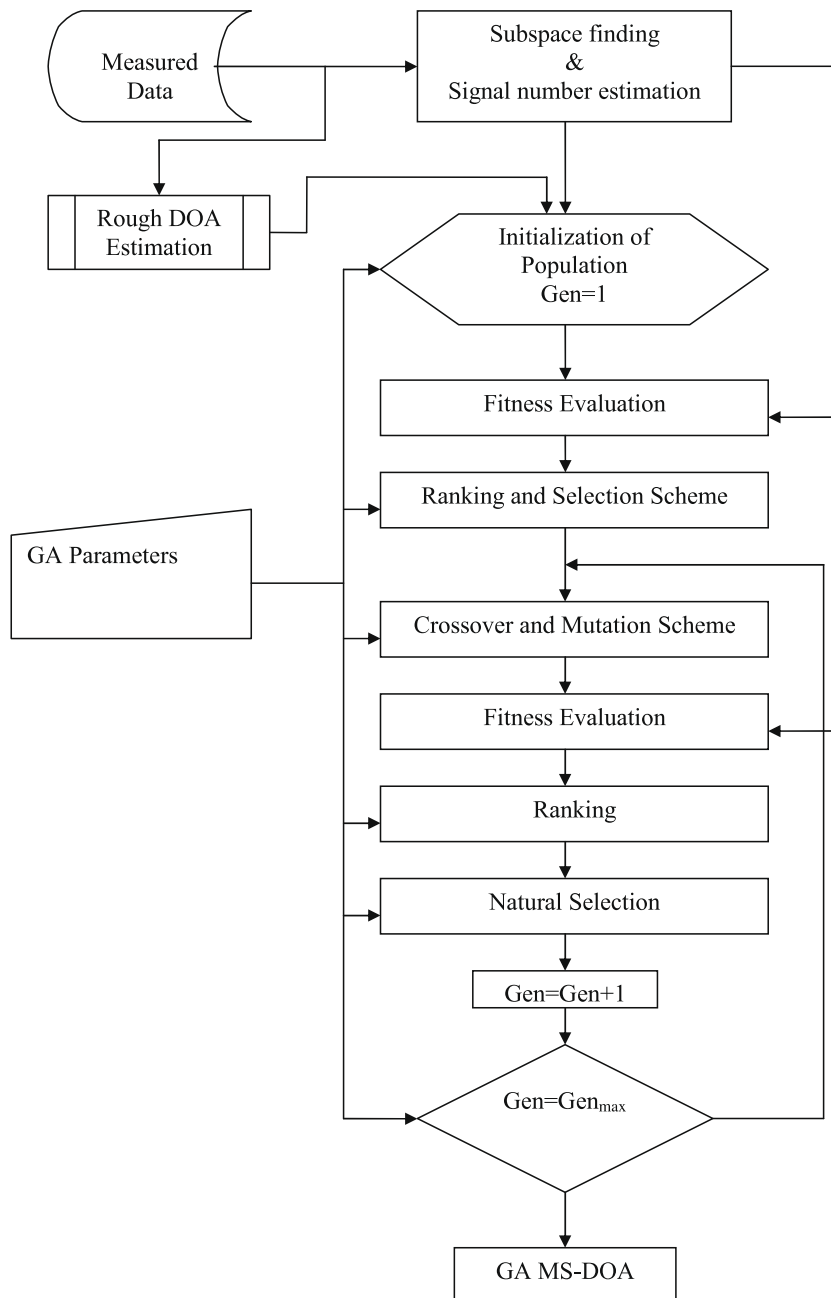 Measured
Data
Subspace finding
&
Signal number estimation
Rough DOA
Estimation
Initialization of
Population
Gen=1
Fitness Evaluation
Ranking and Selection Scheme
GA Parameters
Crossover and Mutation Scheme
Fitness Evaluation
Ranking
Natural Selection
Gen=Gen+1
Gen=Genmax
GA MS-DOA